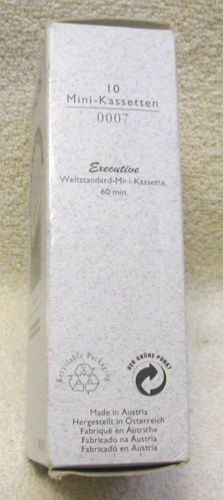 10
Mini-Kassetten
0007
Executive
Weltstandard-Mini-Kassette,
60 min.
Recyclable Packaging
DER GRÜNE PUNKT
Made in Austria
Hergestellt in Österreich
Fabriqué en Autriche
Fabricado na Áustria
Fabricado en Austria